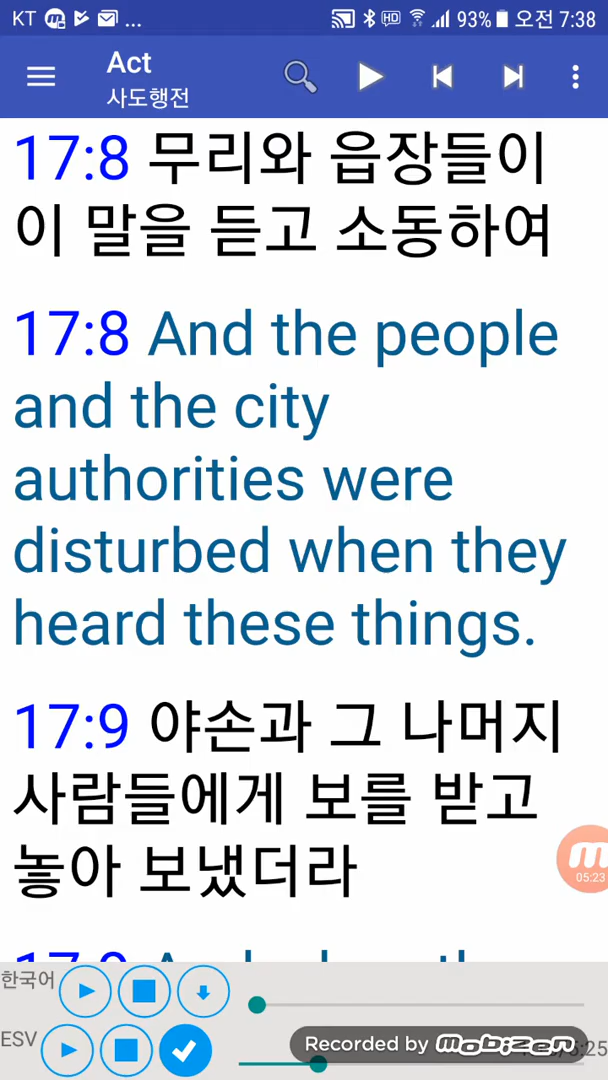 KT ... HD 93% 오전 7:38
Act
사도행전
17:8 무리와 읍장들이
이 말을 듣고 소동하여
17:8 And the people
and the city
authorities were
disturbed when they
heard these things.
17:9 야손과 그 나머지
사람들에게 보를 받고
놓아 보냈더라
05:23
한국어
ESV
Recorded by mobizen